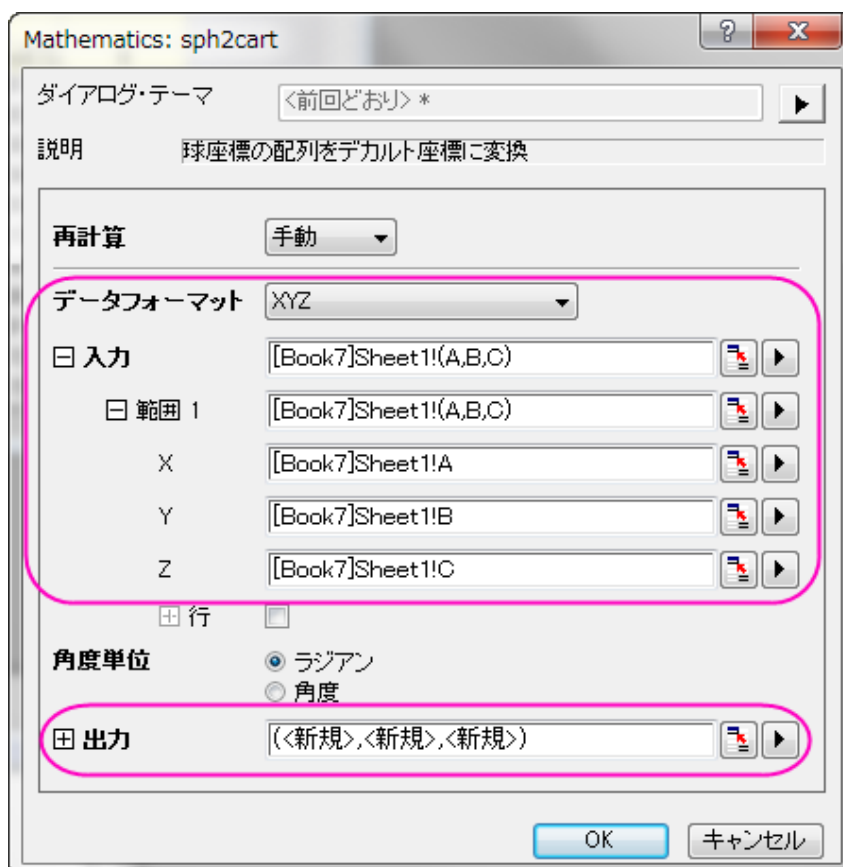 Mathematics: sph2cart
ダイアログ・テーマ <前回どおり> *
説明 球座標の配列をデカルト座標に変換
再計算 手動
データフォーマット XYZ
入力 [Book7]Sheet1!(A,B,C)
範囲 1 [Book7]Sheet1!(A,B,C)
X [Book7]Sheet1!A
Y [Book7]Sheet1!B
Z [Book7]Sheet1!C
行
角度単位 ラジアン
角度
出力 (<新規>,<新規>,<新規>)
OK キャンセル